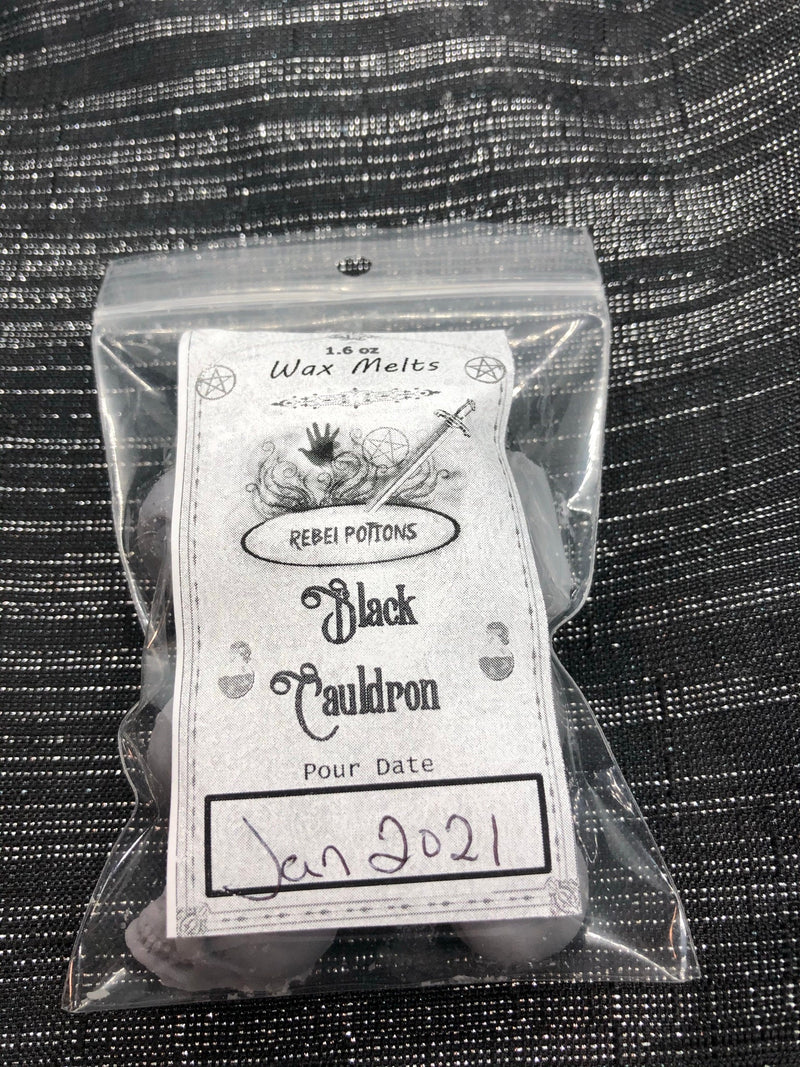 1.6 oz
Wax Melts
REBEl POTIONS
Black
Cauldron
Pour Date
Jan 2021